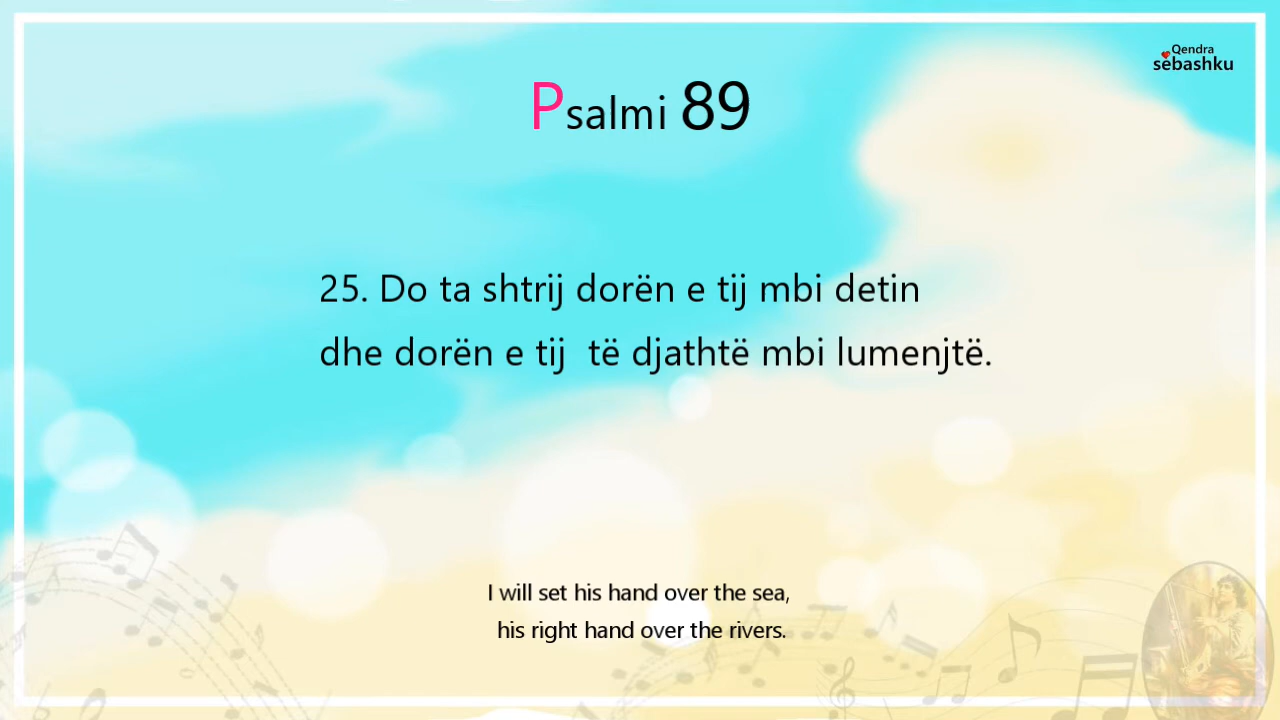 Qendra
sëbashku
Psalmi 89
25. Do ta shtrij dorën e tij mbi detin
dhe dorën e tij  të djathtë mbi lumenjtë.
I will set his hand over the sea,
his right hand over the rivers.